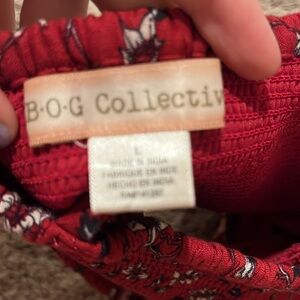 B·O·G Collectiv
L
MADE IN INDIA
FABRIQUE EN INDE
HECHO EN INDIA